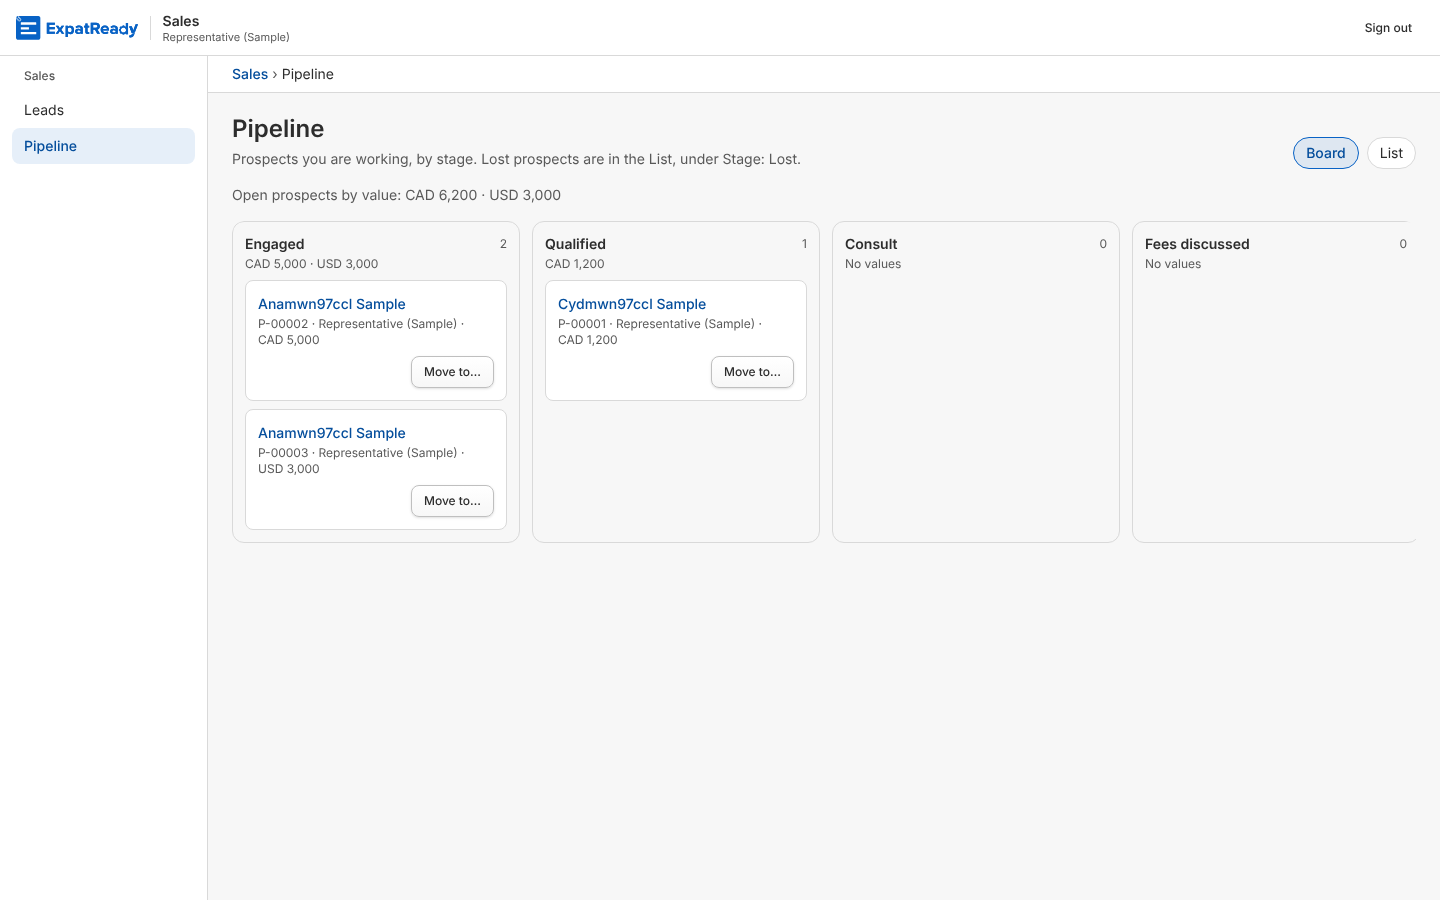 ExpatReady
Sales
Representative (Sample)
Sign out
Sales
Leads
Pipeline
Sales › Pipeline
Pipeline
Prospects you are working, by stage. Lost prospects are in the List, under Stage: Lost.
Board
List
Open prospects by value: CAD 6,200 · USD 3,000
Engaged 2
CAD 5,000 · USD 3,000
Anamwn97ccl Sample
P-00002 · Representative (Sample) ·
CAD 5,000
Move to...
Anamwn97ccl Sample
P-00003 · Representative (Sample) ·
USD 3,000
Move to...
Qualified 1
CAD 1,200
Cydmwn97ccl Sample
P-00001 · Representative (Sample) ·
CAD 1,200
Move to...
Consult 0
No values
Fees discussed 0
No values